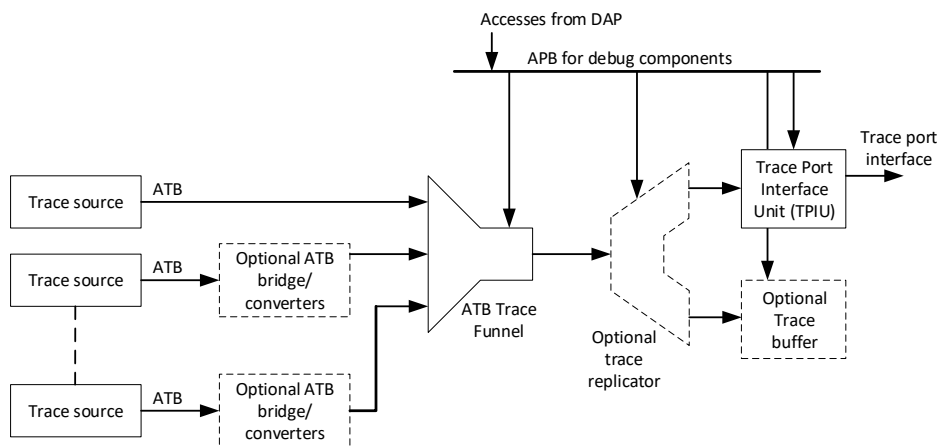 Accesses from DAP
APB for debug components
Trace port
interface
Trace Port
Interface
Unit (TPIU)
Trace source
ATB
Trace source
ATB
Optional ATB
bridge/
converters
ATB Trace
Funnel
Optional
trace
replicator
Optional
Trace
buffer
Trace source
ATB
Optional ATB
bridge/
converters